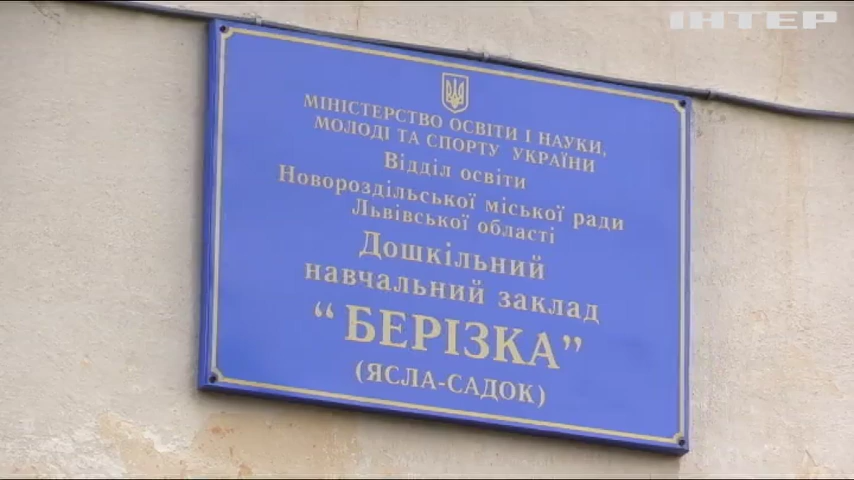 ІНТЕР
МІНІСТЕРСТВО ОСВІТИ І НАУКИ,
МОЛОДІ ТА СПОРТУ УКРАЇНИ
Відділ освіти
Новороздільської міської ради
Львівської області
Дошкільний
навчальний заклад
“БЕРІЗКА”
(ЯСЛА-САДОК)